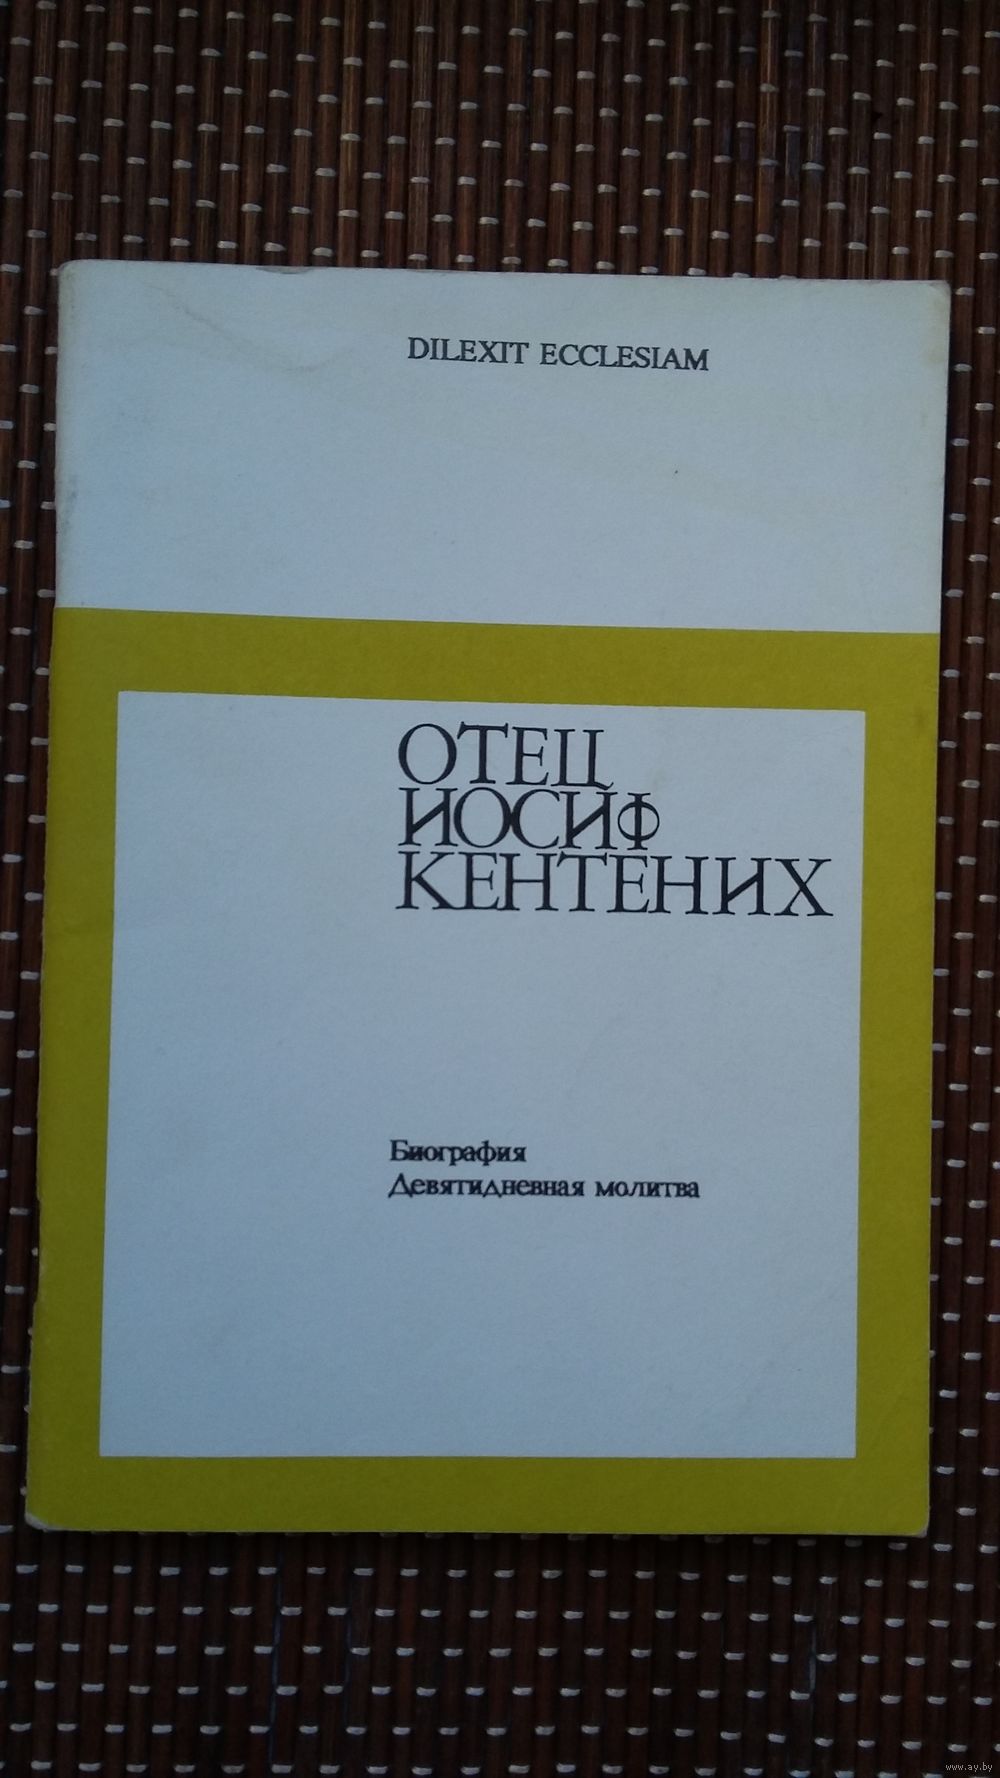 DILEXIT ECCLESIAM
ОТЕЦ
ИОСИФ
КЕНТЕНИХ
Биография
Девятидневная молитва
www.ay.by